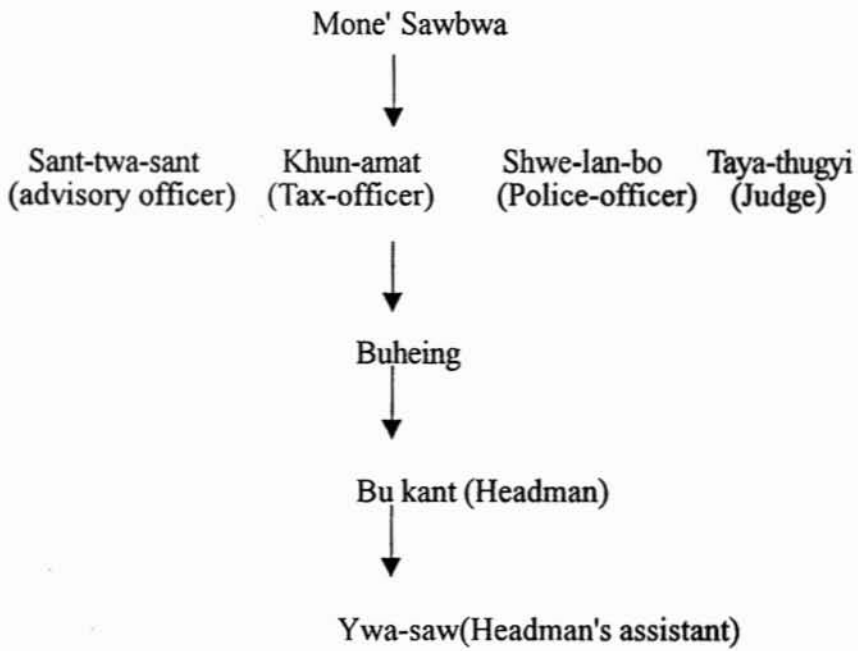 Mone' Sawbwa
Sant-twa-sant Khun-amat Shwe-lan-bo Taya-thugyi
(advisory officer) (Tax-officer) (Police-officer) (Judge)
Buheing
Bu kant (Headman)
Ywa-saw(Headman's assistant)